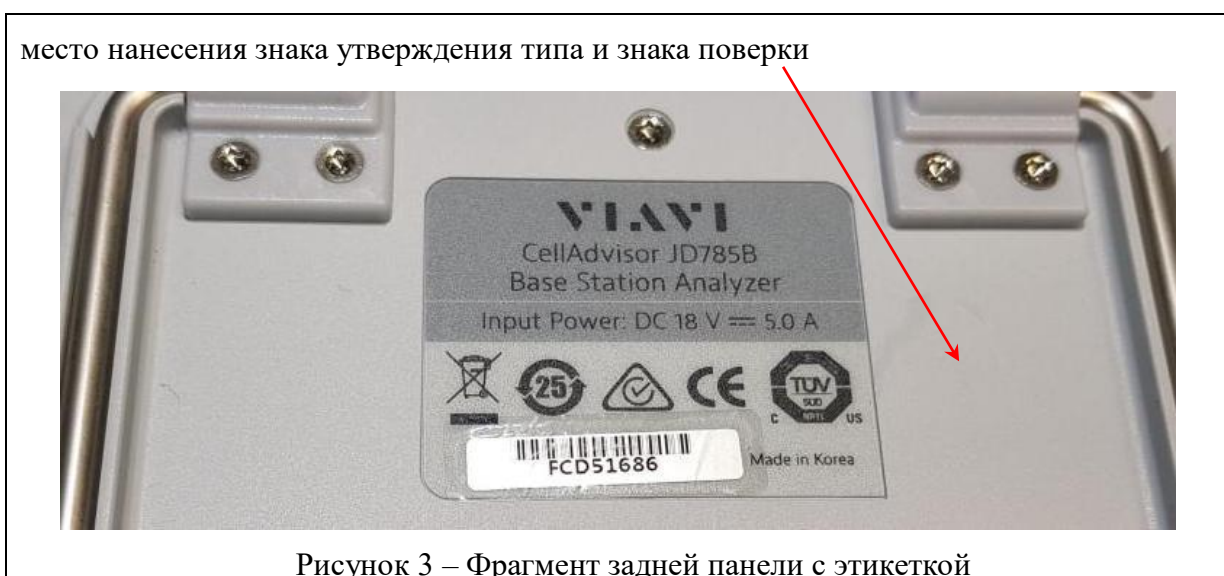 место нанесения знака утверждения типа и знака поверки
VIAVI
CellAdvisor JD785B
Base Station Analyzer
Input Power: DC 18 V ⎓ 5.0 A
25
CE
TÜV
SÜD
NRTL
C US
FCD51686
Made in Korea
Рисунок 3 – Фрагмент задней панели с этикеткой